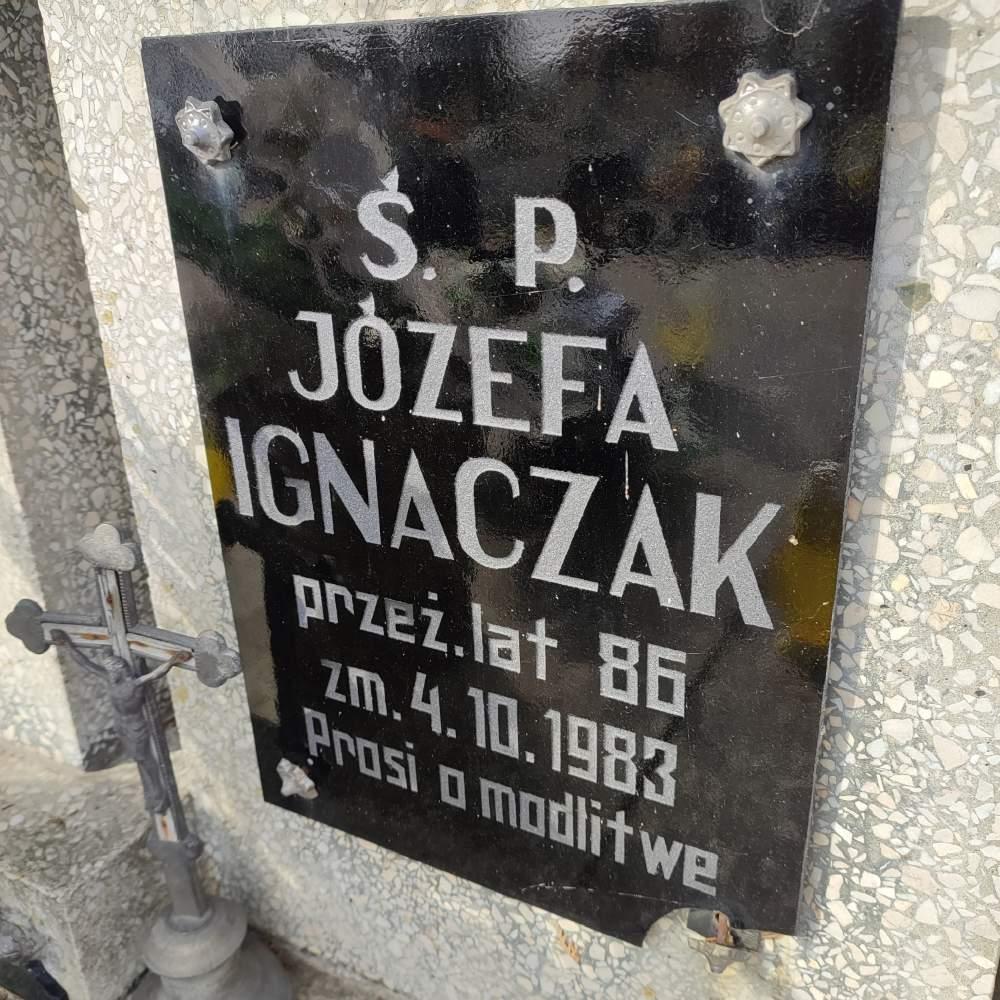 Ś. P.
JÓZEFA
IGNACZAK
przeż. lat 86
zm. 4. 10. 1983
Prosi o modlitwe